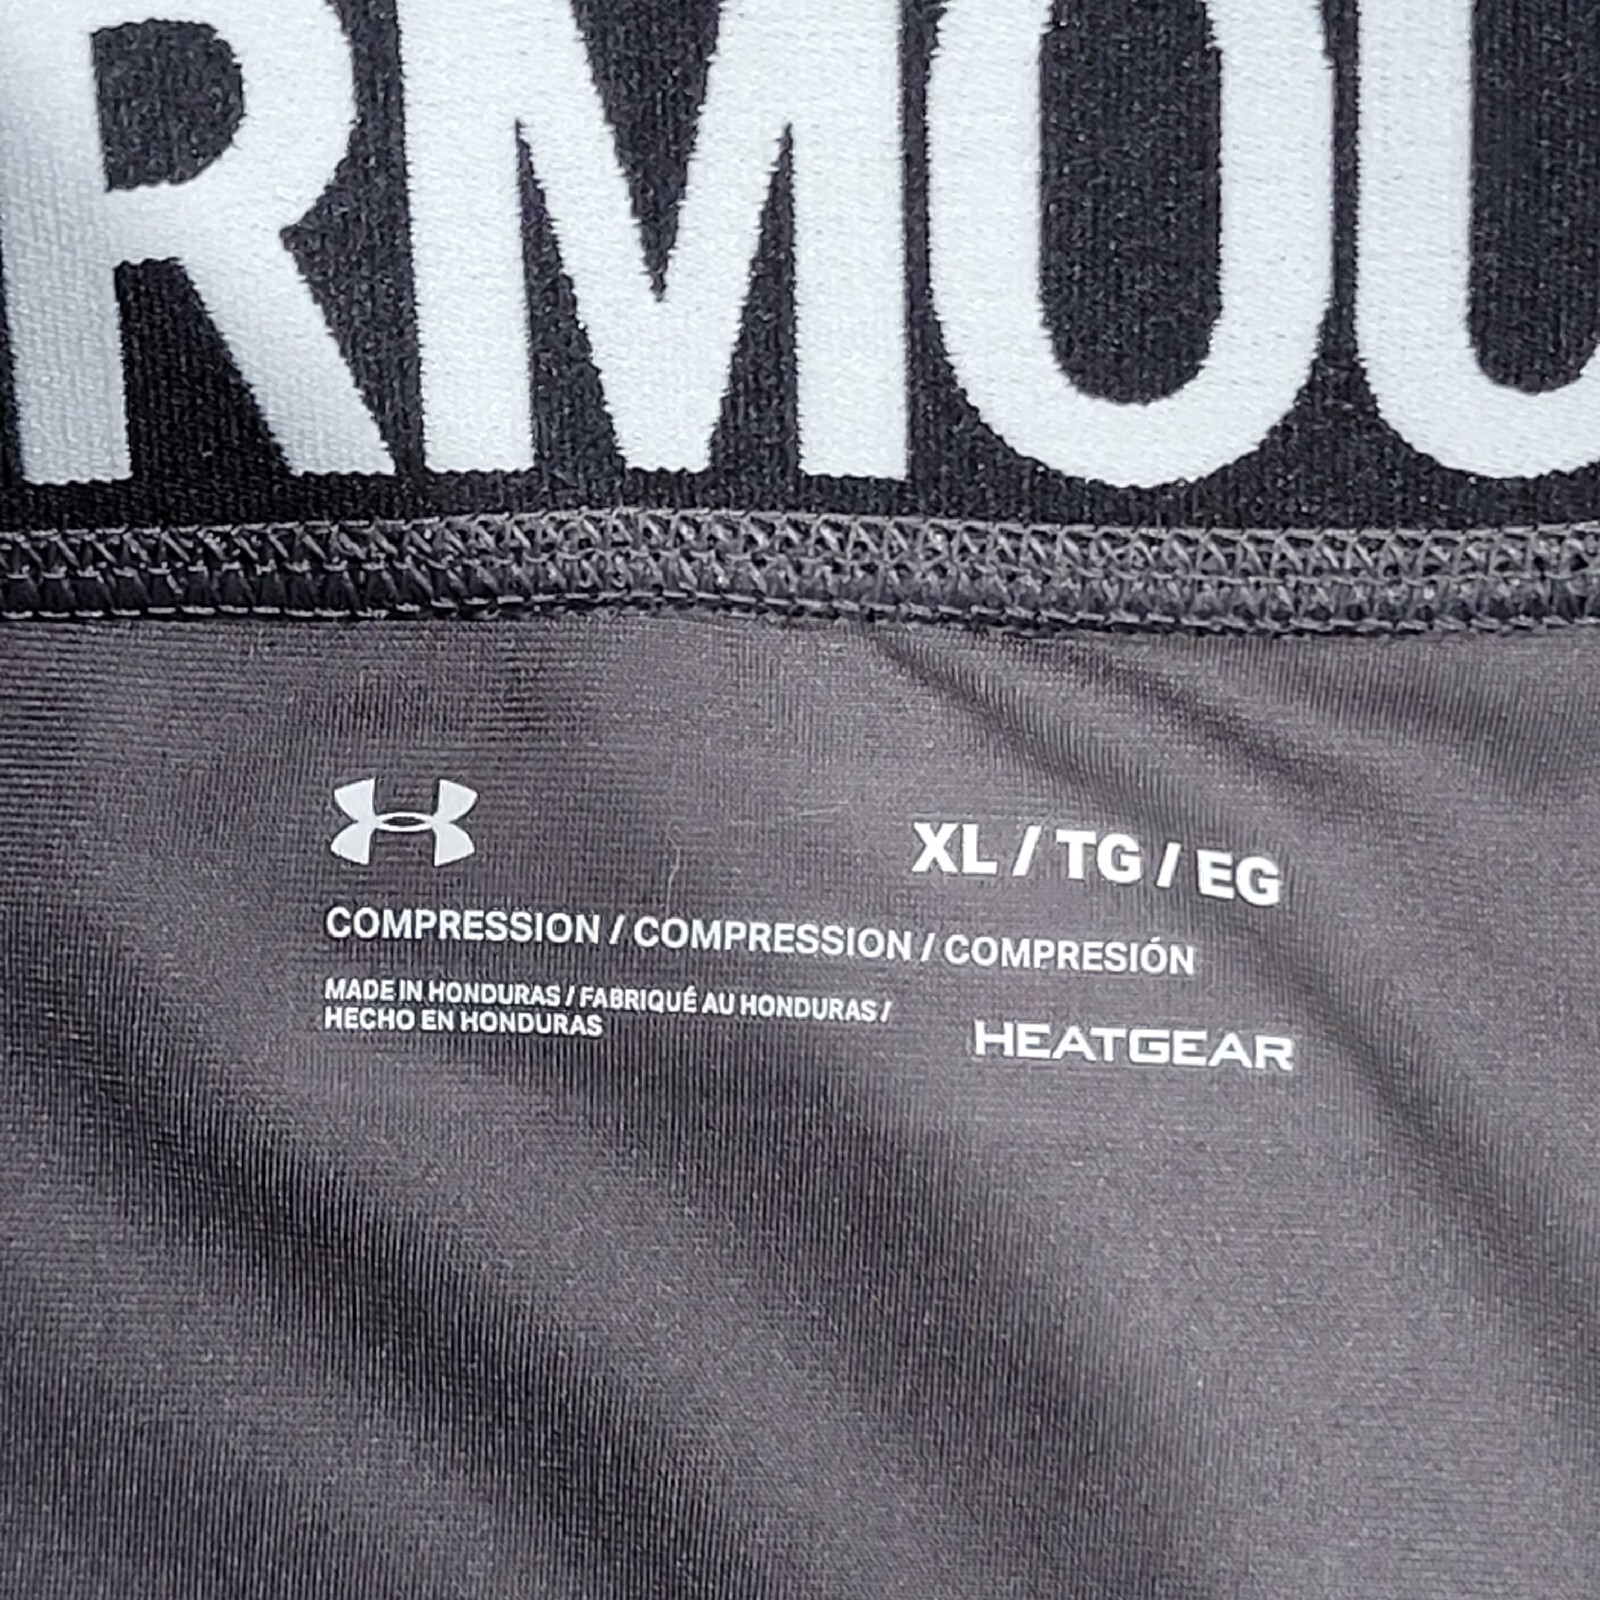 RMOU
XL / TG / EG
COMPRESSION / COMPRESSION / COMPRESIÓN
MADE IN HONDURAS / FABRIQUÉ AU HONDURAS /
HECHO EN HONDURAS
HEATGEAR